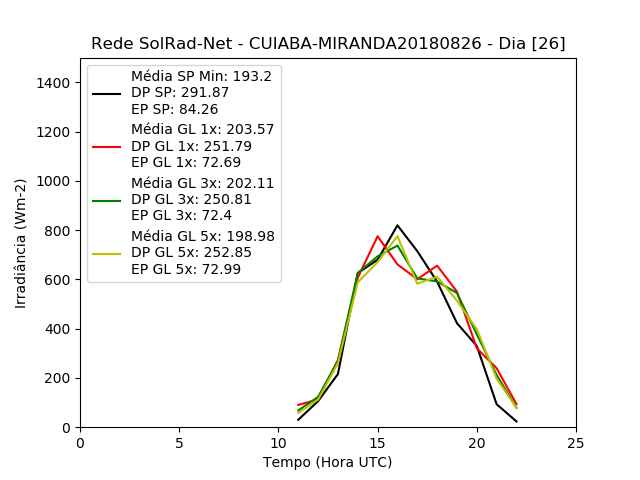 Rede SolRad-Net - CUIABA-MIRANDA20180826 - Dia [26]
Média SP Min: 193.2
DP SP: 291.87
EP SP: 84.26
Média GL 1x: 203.57
DP GL 1x: 251.79
EP GL 1x: 72.69
Média GL 3x: 202.11
DP GL 3x: 250.81
EP GL 3x: 72.4
Média GL 5x: 198.98
DP GL 5x: 252.85
EP GL 5x: 72.99
Irradiância (Wm-2)
1400
1200
1000
800
600
400
200
0
0 5 10 15 20 25
Tempo (Hora UTC)